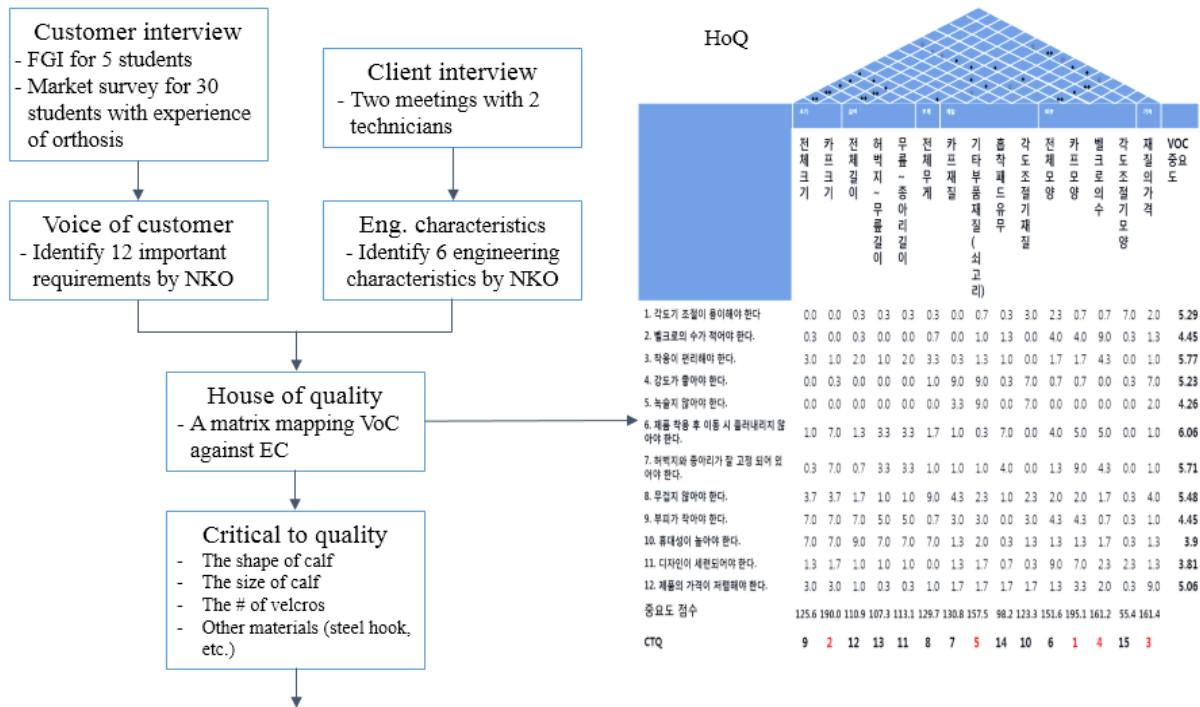 Customer interview
- FGI for 5 students
- Market survey for 30
students with experience
of orthosis
Client interview
- Two meetings with 2
technicians
Voice of customer
- Identify 12 important
requirements by NKO
Eng. characteristics
- Identify 6 engineering
characteristics by NKO
House of quality
- A matrix mapping VoC
against EC
Critical to quality
- The shape of calf
- The size of calf
- The # of velcros
- Other materials (steel hook,
etc.)
HoQ
전체크기
카프크기
전체길이
허벅지~무릎길이
무릎~종아리길이
전체무게
카프재질
기타부품재질(쇠고리)
흡착패드유무
각도조절기재질
전체모양
카프모양
벨크로의수
각도조절기모양
재질의가격
VOC
중요
도
1. 각도기 조절이 용이해야 한다 0.0 0.0 0.3 0.3 0.3 0.3 0.0 0.7 0.3 3.0 2.3 0.7 0.7 7.0 2.0 5.29
2. 벨크로의 수가 적어야 한다. 0.3 0.0 0.3 0.0 0.0 0.7 0.0 1.0 1.3 0.0 4.0 4.0 9.0 0.3 1.3 4.45
3. 착용이 편리해야 한다. 3.0 1.0 2.0 1.0 2.0 3.3 0.3 1.3 1.0 0.0 1.7 1.7 4.3 0.0 1.0 5.77
4. 강도가 좋아야 한다. 0.0 0.3 0.0 0.0 0.0 1.0 9.0 9.0 0.3 7.0 0.7 0.7 0.0 0.3 7.0 5.23
5. 녹슬지 않아야 한다. 0.0 0.0 0.0 0.0 0.0 0.0 3.3 9.0 0.0 7.0 0.0 0.0 0.0 0.0 2.0 4.26
6. 제품 착용 후 이동 시 흘러내리지 않
아야 한다. 1.0 7.0 1.3 3.3 3.3 1.7 1.0 0.3 7.0 0.0 4.0 5.0 5.0 0.0 1.0 6.06
7. 허벅지와 종아리가 잘 고정 되어 있
어야 한다. 0.3 7.0 0.7 3.3 3.3 1.0 1.0 1.0 4.0 0.0 1.3 9.0 4.3 0.0 1.0 5.71
8. 무겁지 않아야 한다. 3.7 3.7 1.7 1.0 1.0 9.0 4.3 2.3 1.0 2.3 2.0 2.0 1.7 0.3 4.0 5.48
9. 부피가 작아야 한다. 7.0 7.0 7.0 5.0 5.0 0.7 3.0 3.0 0.0 3.0 4.3 4.3 0.7 0.3 1.0 4.45
10. 휴대성이 높아야 한다. 7.0 7.0 9.0 7.0 7.0 7.0 1.3 2.0 0.3 1.3 1.3 1.3 1.7 0.3 1.3 3.9
11. 디자인이 세련되어야 한다. 1.3 1.7 1.0 1.0 1.0 0.0 1.3 1.7 0.7 0.3 9.0 7.0 2.3 2.3 1.3 3.81
12. 제품의 가격이 저렴해야 한다. 3.0 3.0 1.0 0.3 0.3 1.0 1.7 1.7 1.7 1.7 1.3 3.3 2.0 0.3 9.0 5.06
중요도 점수 125.6 190.0 110.9 107.3 113.1 129.7 130.8 157.5 98.2 123.3 151.6 195.1 161.2 55.4 161.4
CTQ 9 2 12 13 11 8 7 5 14 10 6 1 4 15 3